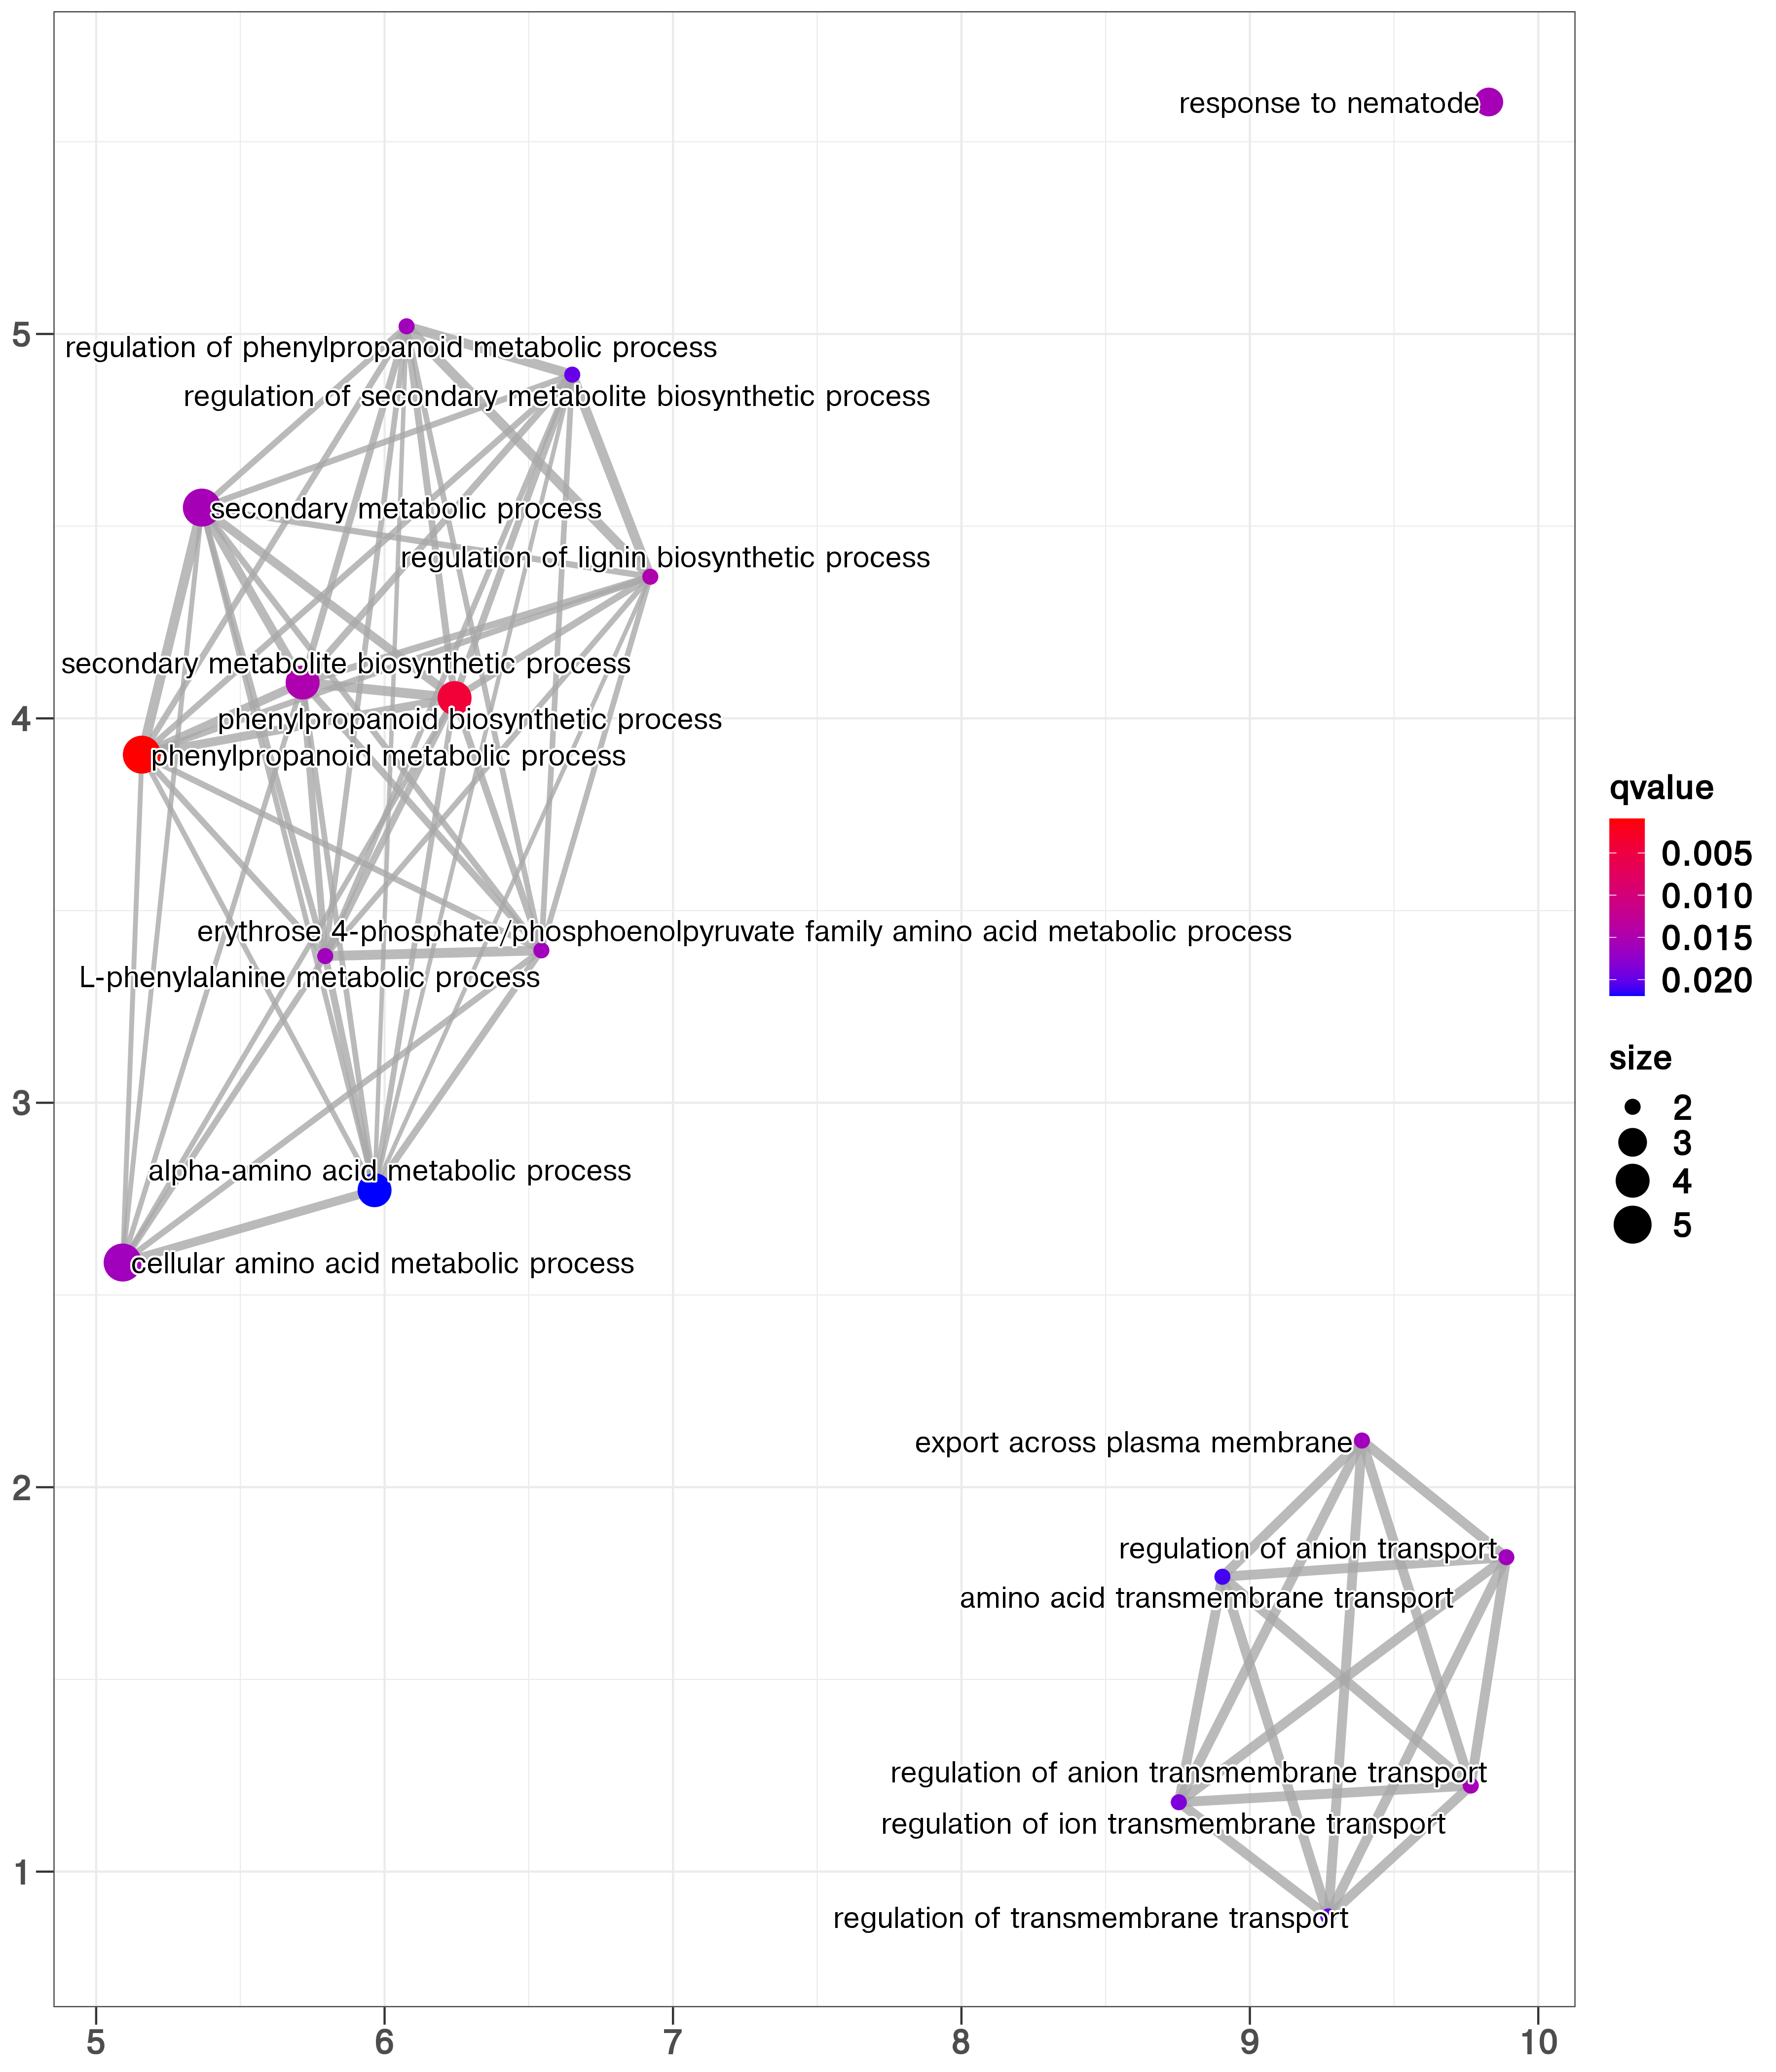 response to nematode
5
regulation of phenylpropanoid metabolic process
regulation of secondary metabolite biosynthetic process
secondary metabolic process
regulation of lignin biosynthetic process
secondary metabolite biosynthetic process
4
phenylpropanoid biosynthetic process
phenylpropanoid metabolic process
qvalue
0.005
0.010
0.015
0.020
erythrose 4-phosphate/phosphoenolpyruvate family amino acid metabolic process
L-phenylalanine metabolic process
size
2
3
4
5
3
alpha-amino acid metabolic process
cellular amino acid metabolic process
export across plasma membrane
2
regulation of anion transport
amino acid transmembrane transport
regulation of anion transmembrane transport
regulation of ion transmembrane transport
1
regulation of transmembrane transport
5 6 7 8 9 10